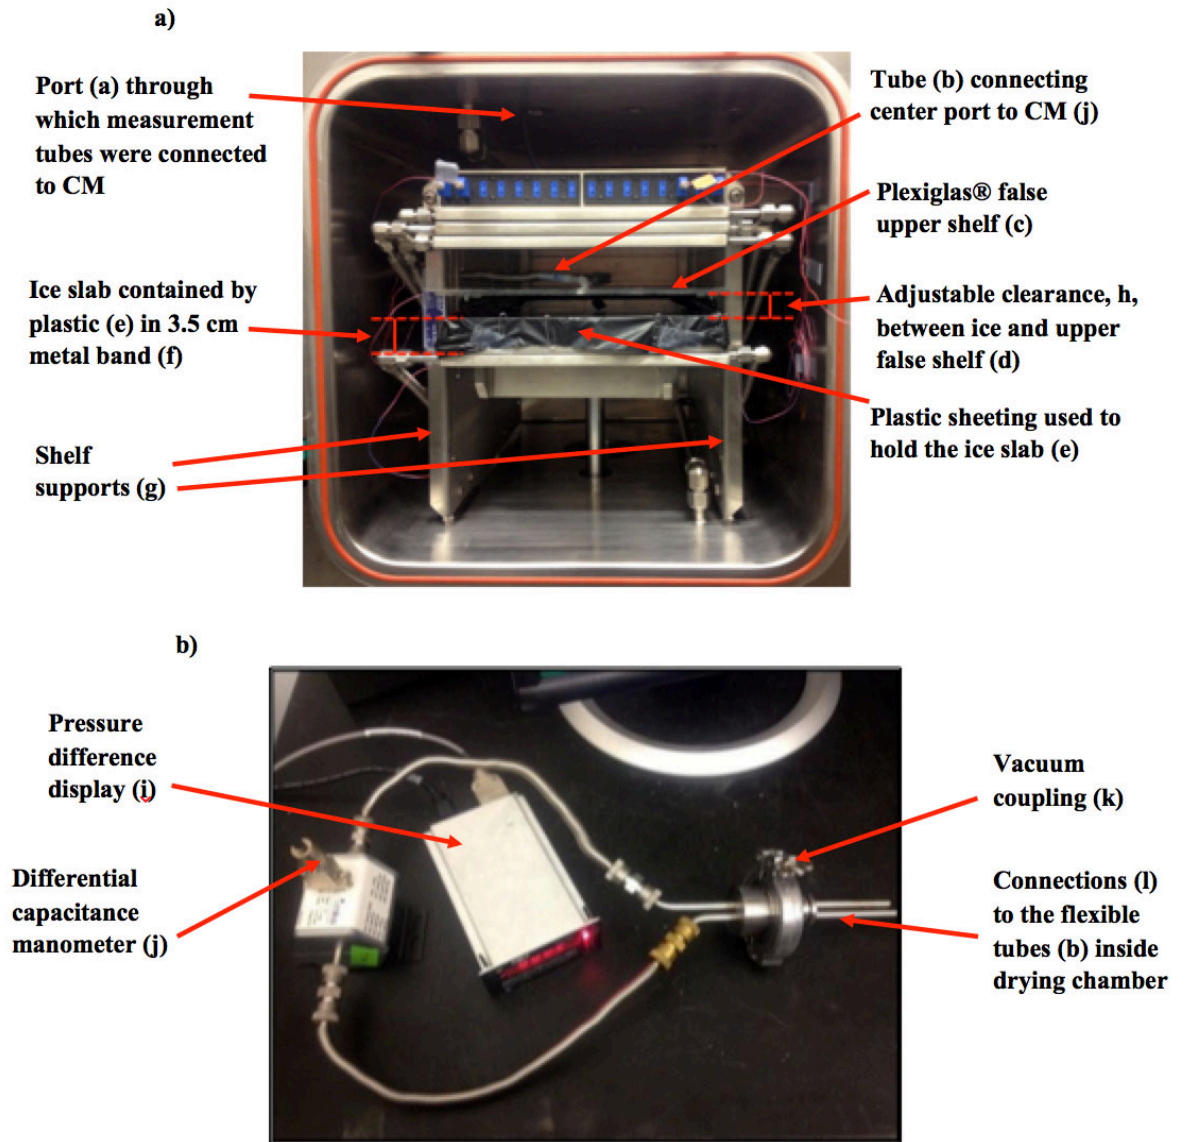 a)
Port (a) through
which measurement
tubes were connected
to CM
Tube (b) connecting
center port to CM (j)
Plexiglas® false
upper shelf (c)
Ice slab contained by
plastic (e) in 3.5 cm
metal band (f)
Adjustable clearance, h,
between ice and upper
false shelf (d)
Plastic sheeting used to
hold the ice slab (e)
Shelf
supports (g)
b)
Pressure
difference
display (i)
Vacuum
coupling (k)
Differential
capacitance
manometer (j)
Connections (l)
to the flexible
tubes (b) inside
drying chamber